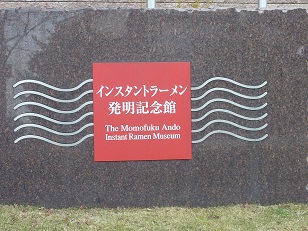 インスタントラーメン
発明記念館
The Momofuku Ando
Instant Ramen Museum